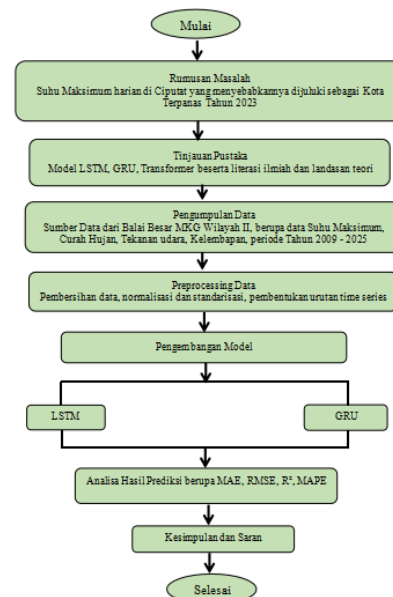 Mulai
Rumusan Masalah
Suhu Maksimum harian di Ciputat yang menyebabkannya dijuluki sebagai Kota
Terpanas Tahun 2023
Tinjauan Pustaka
Model LSTM, GRU, Transformer beserta literasi ilmiah dan landasan teori
Pengumpulan Data
Sumber Data dari Balai Besar MKG Wilayah II, berupa data Suhu Maksimum,
Curah Hujan, Tekanan udara, Kelembapan, periode Tahun 2009 - 2025
Preprocessing Data
Pembersihan data, normalisasi dan standarisasi, pembentukan urutan time series
Pengembangan Model
LSTM
GRU
Analisa Hasil Prediksi berupa MAE, RMSE, R², MAPE
Kesimpulan dan Saran
Selesai